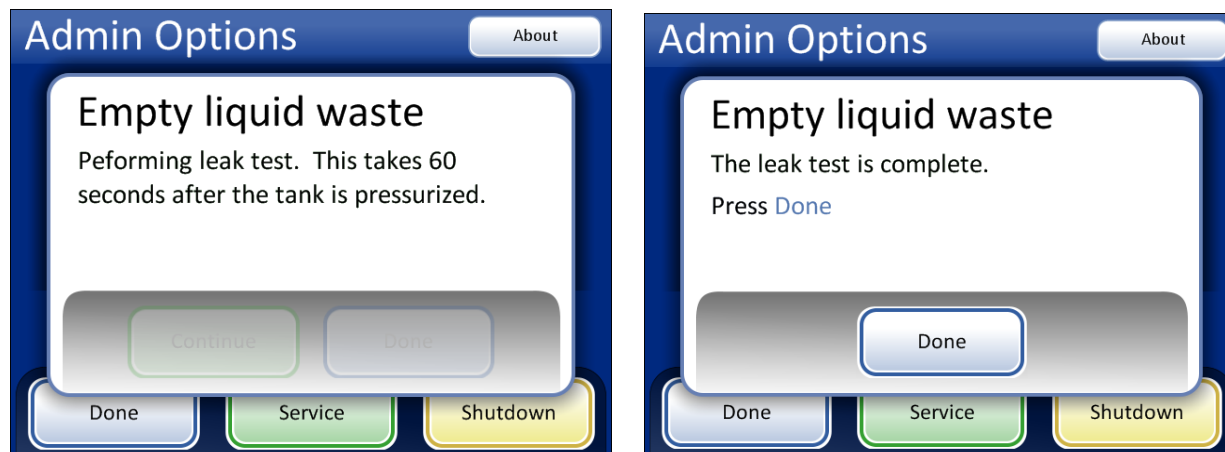 Admin Options
About
Empty liquid waste
Peforming leak test.  This takes 60
seconds after the tank is pressurized.
Continue
Done
Done
Service
Shutdown
Admin Options
About
Empty liquid waste
The leak test is complete.
Press Done
Done
Done
Service
Shutdown